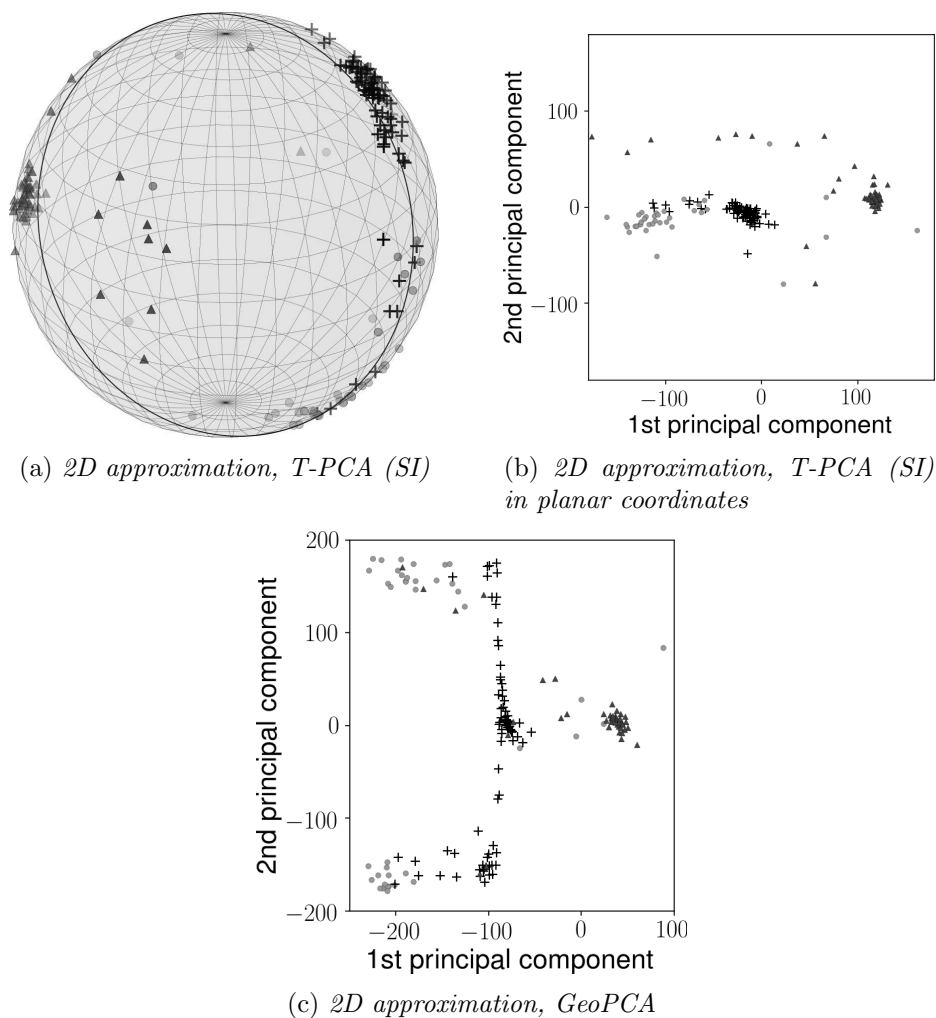 (a) 2D approximation, T-PCA (SI)
2nd principal component
100
0
−100
−100
0
100
1st principal component
(b) 2D approximation, T-PCA (SI)
in planar coordinates
2nd principal component
200
100
0
−100
−200
−200
−100
0
100
1st principal component
(c) 2D approximation, GeoPCA